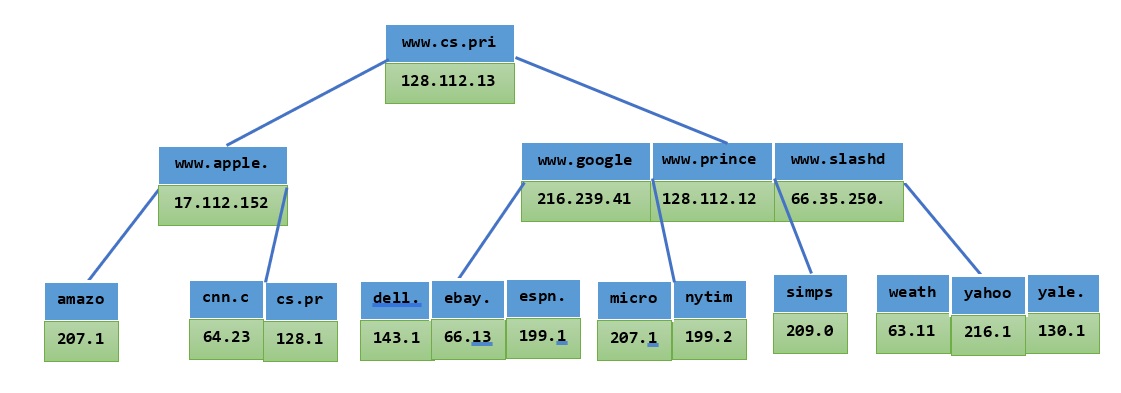 www.cs.pri
128.112.13
www.apple.
17.112.152
www.google www.prince www.slashd
216.239.41 128.112.12 66.35.250.
amazo
207.1
cnn.c cs.pr
64.23 128.1
dell. ebay. espn.
143.1 66.13 199.1
micro nytim
207.1 199.2
simps
209.0
weath yahoo yale.
63.11 216.1 130.1